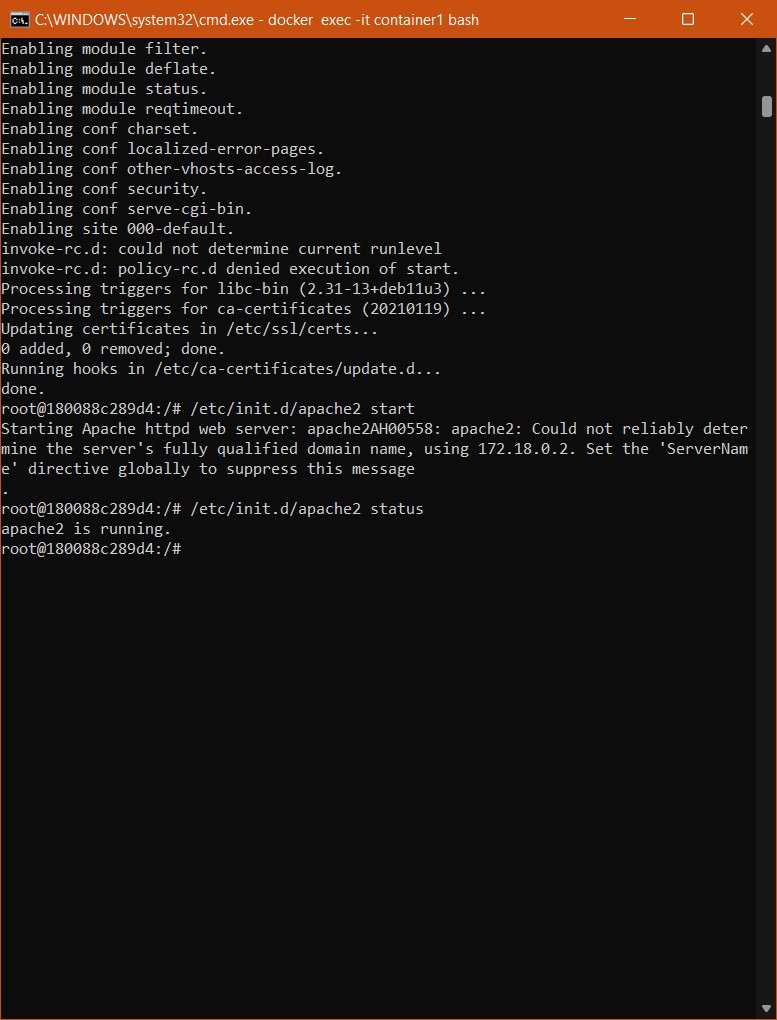 C:\WINDOWS\system32\cmd.exe - docker  exec -it container1 bash
Enabling module filter.
Enabling module deflate.
Enabling module status.
Enabling module reqtimeout.
Enabling conf charset.
Enabling conf localized-error-pages.
Enabling conf other-vhosts-access-log.
Enabling conf security.
Enabling conf serve-cgi-bin.
Enabling site 000-default.
invoke-rc.d: could not determine current runlevel
invoke-rc.d: policy-rc.d denied execution of start.
Processing triggers for libc-bin (2.31-13+deb11u3) ...
Processing triggers for ca-certificates (20210119) ...
Updating certificates in /etc/ssl/certs...
0 added, 0 removed; done.
Running hooks in /etc/ca-certificates/update.d...
done.
root@180088c289d4:/# /etc/init.d/apache2 start
Starting Apache httpd web server: apache2AH00558: apache2: Could not reliably deter
mine the server's fully qualified domain name, using 172.18.0.2. Set the 'ServerNam
e' directive globally to suppress this message
.
root@180088c289d4:/# /etc/init.d/apache2 status
apache2 is running.
root@180088c289d4:/#